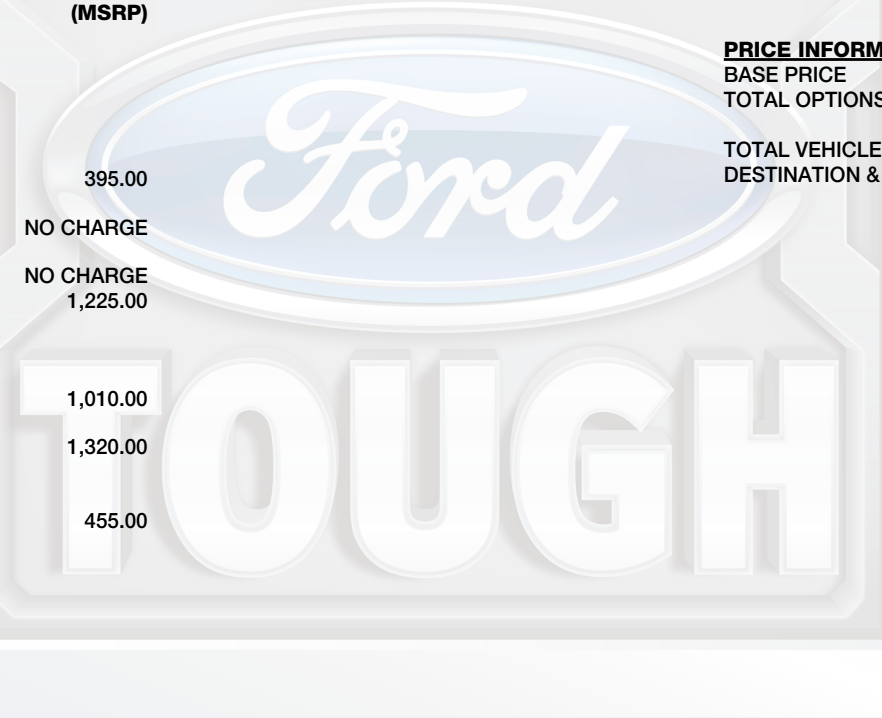 (MSRP)
395.00
NO CHARGE
NO CHARGE
1,225.00
1,010.00
1,320.00
455.00
PRICE INFORM
BASE PRICE
TOTAL OPTIONS
TOTAL VEHICLE
DESTINATION &
Ford
TOUGH